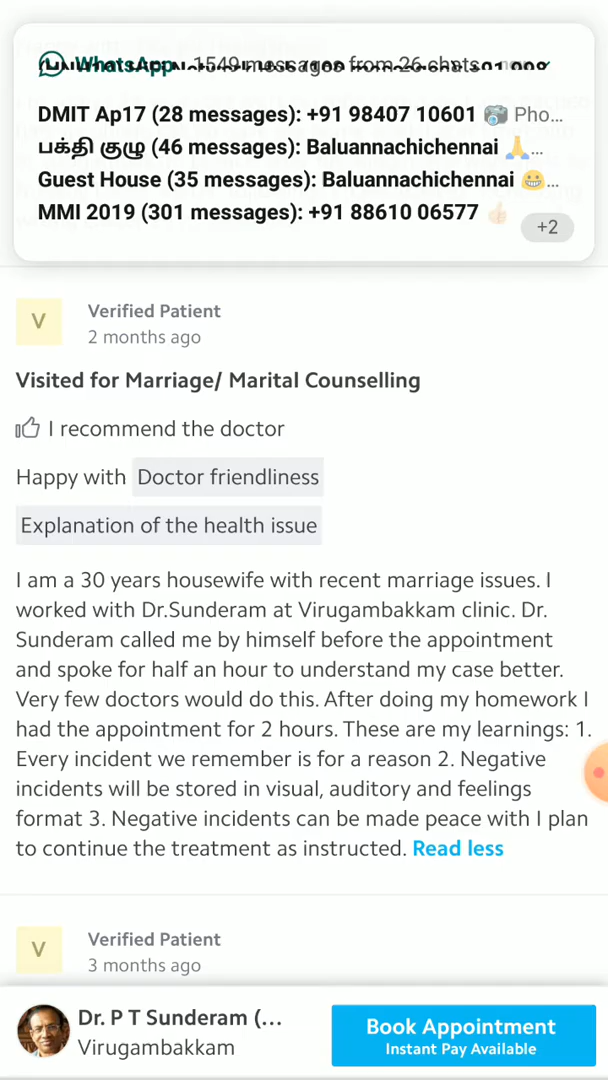 WhatsApp · 1549 messages from 26 chats · now
DMIT Ap17 (28 messages): +91 98407 10601 📷 Pho...
பக்தி குழு (46 messages): Baluannachichennai 🙏...
Guest House (35 messages): Baluannachichennai 😀...
MMI 2019 (301 messages): +91 88610 06577 👍🏻
+2
V
Verified Patient
2 months ago
Visited for Marriage/ Marital Counselling
I recommend the doctor
Happy with Doctor friendliness
Explanation of the health issue
I am a 30 years housewife with recent marriage issues. I
worked with Dr.Sunderam at Virugambakkam clinic. Dr.
Sunderam called me by himself before the appointment
and spoke for half an hour to understand my case better.
Very few doctors would do this. After doing my homework I
had the appointment for 2 hours. These are my learnings: 1.
Every incident we remember is for a reason 2. Negative
incidents will be stored in visual, auditory and feelings
format 3. Negative incidents can be made peace with I plan
to continue the treatment as instructed. Read less
V
Verified Patient
3 months ago
Dr. P T Sunderam (...
Virugambakkam
Book Appointment
Instant Pay Available